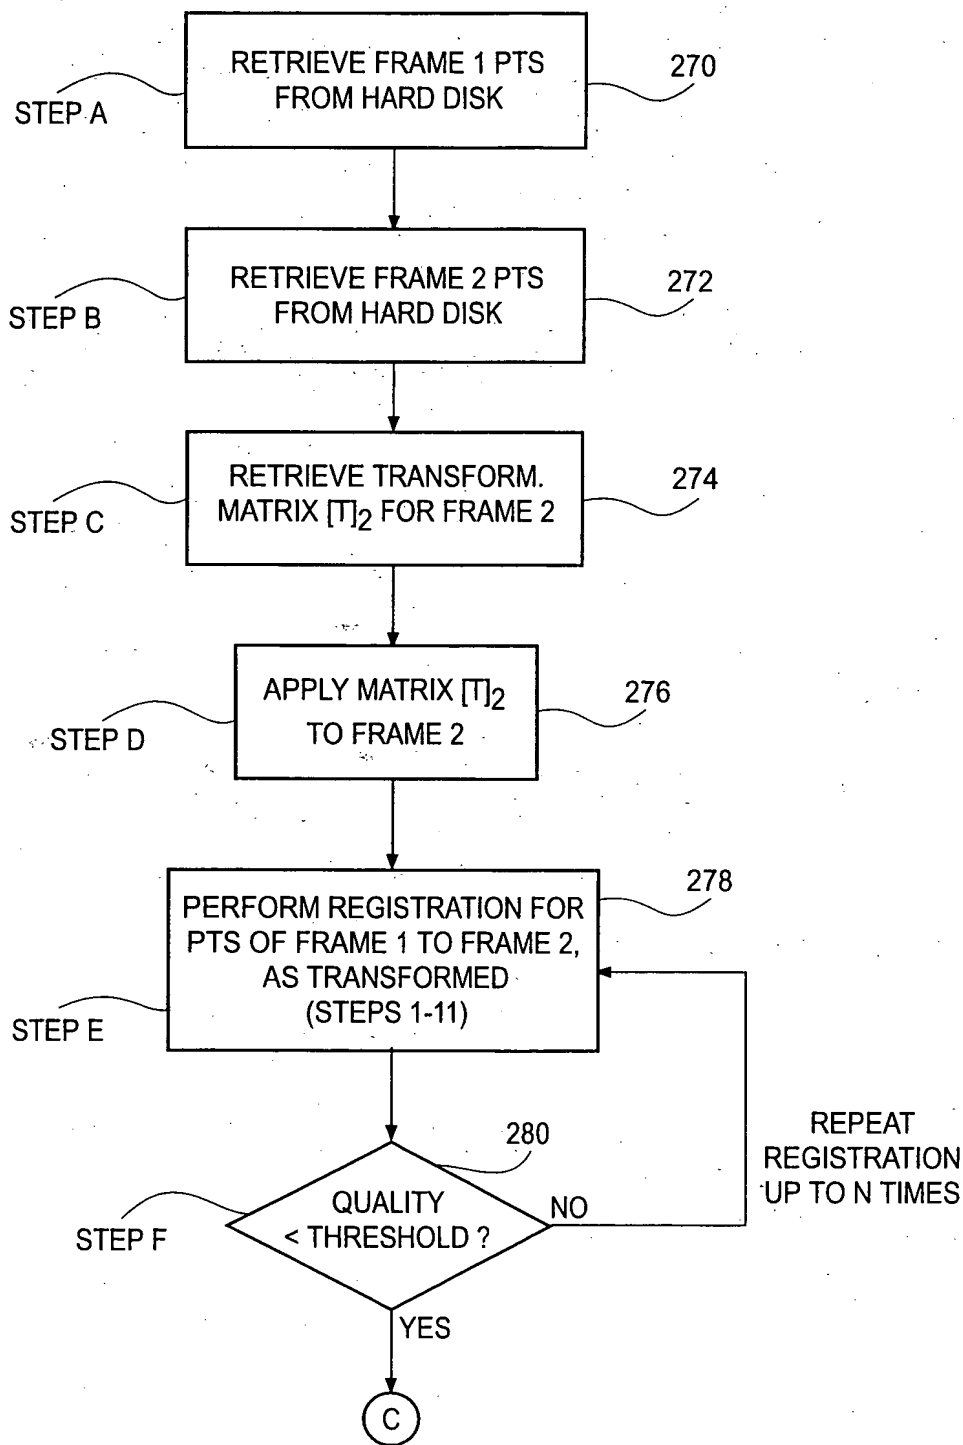 RETRIEVE FRAME 1 PTS
FROM HARD DISK
270
STEP A
RETRIEVE FRAME 2 PTS
FROM HARD DISK
272
STEP B
RETRIEVE TRANSFORM.
MATRIX [T]2 FOR FRAME 2
274
STEP C
APPLY MATRIX [T]2
TO FRAME 2
276
STEP D
PERFORM REGISTRATION FOR
PTS OF FRAME 1 TO FRAME 2,
AS TRANSFORMED
(STEPS 1-11)
278
STEP E
REPEAT
REGISTRATION
UP TO N TIMES
280
QUALITY
< THRESHOLD ?
NO
STEP F
YES
C